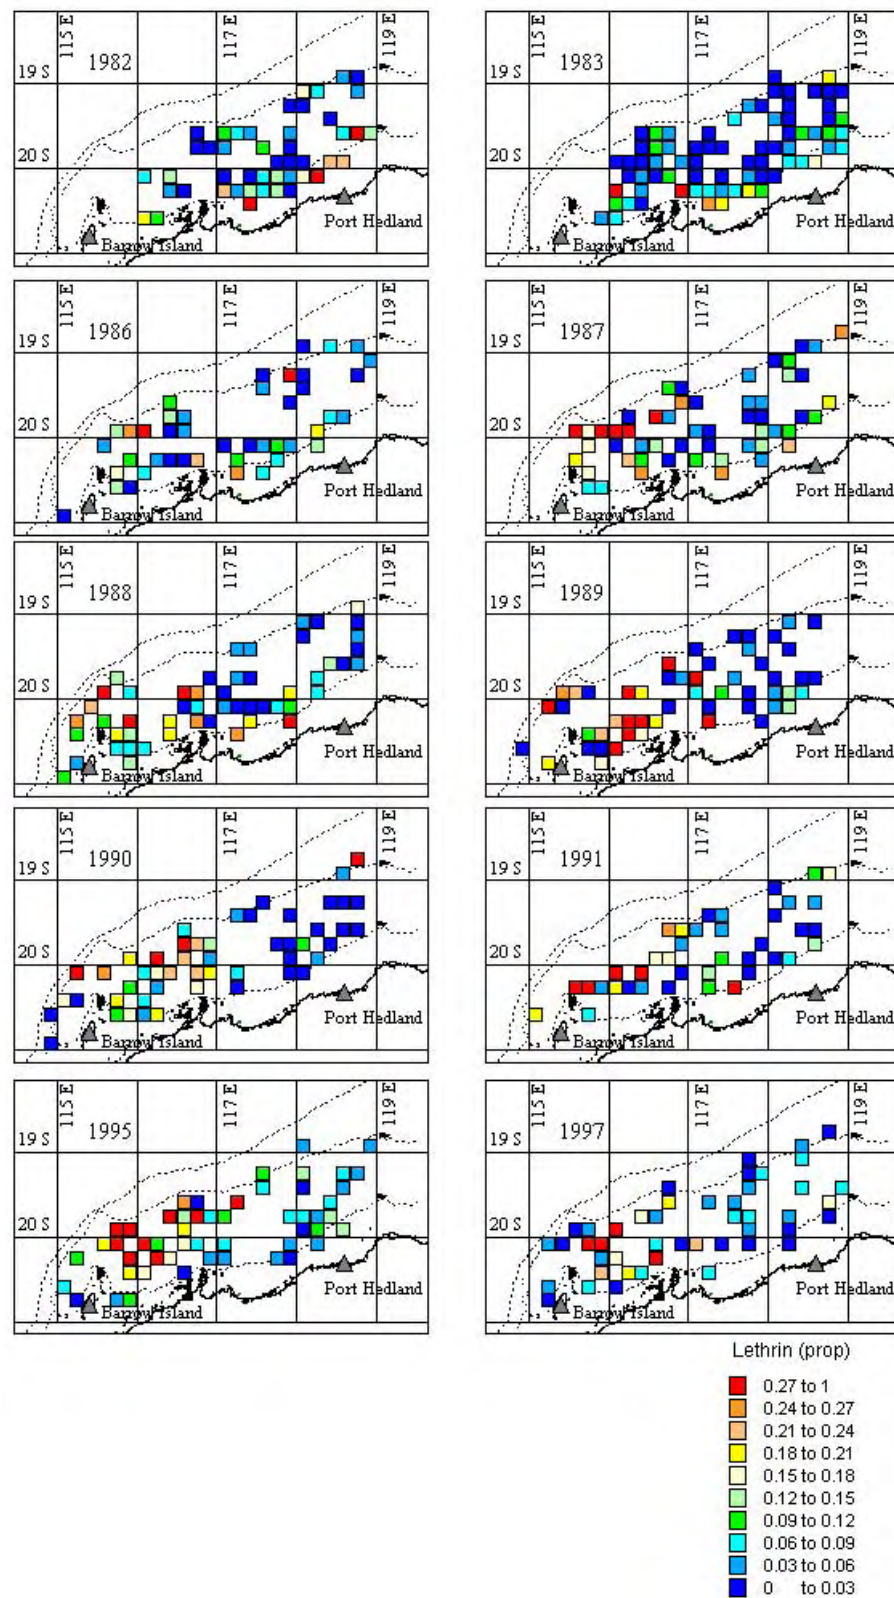 115 E
117 E
119 E
1982
19 S
20 S
Port Hedland
Barrow Island
115 E
117 E
119 E
1983
19 S
20 S
Port Hedland
Barrow Island
115 E
117 E
119 E
1986
19 S
20 S
Port Hedland
Barrow Island
115 E
117 E
119 E
1987
19 S
20 S
Port Hedland
Barrow Island
115 E
117 E
119 E
1988
19 S
20 S
Port Hedland
Barrow Island
115 E
117 E
119 E
1989
19 S
20 S
Port Hedland
Barrow Island
115 E
117 E
119 E
1990
19 S
20 S
Port Hedland
Barrow Island
115 E
117 E
119 E
1991
19 S
20 S
Port Hedland
Barrow Island
115 E
117 E
119 E
1995
19 S
20 S
Port Hedland
Barrow Island
115 E
117 E
119 E
1997
19 S
20 S
Port Hedland
Barrow Island
Lethrin (prop)
0.27 to 1
0.24 to 0.27
0.21 to 0.24
0.18 to 0.21
0.15 to 0.18
0.12 to 0.15
0.09 to 0.12
0.06 to 0.09
0.03 to 0.06
0 to 0.03